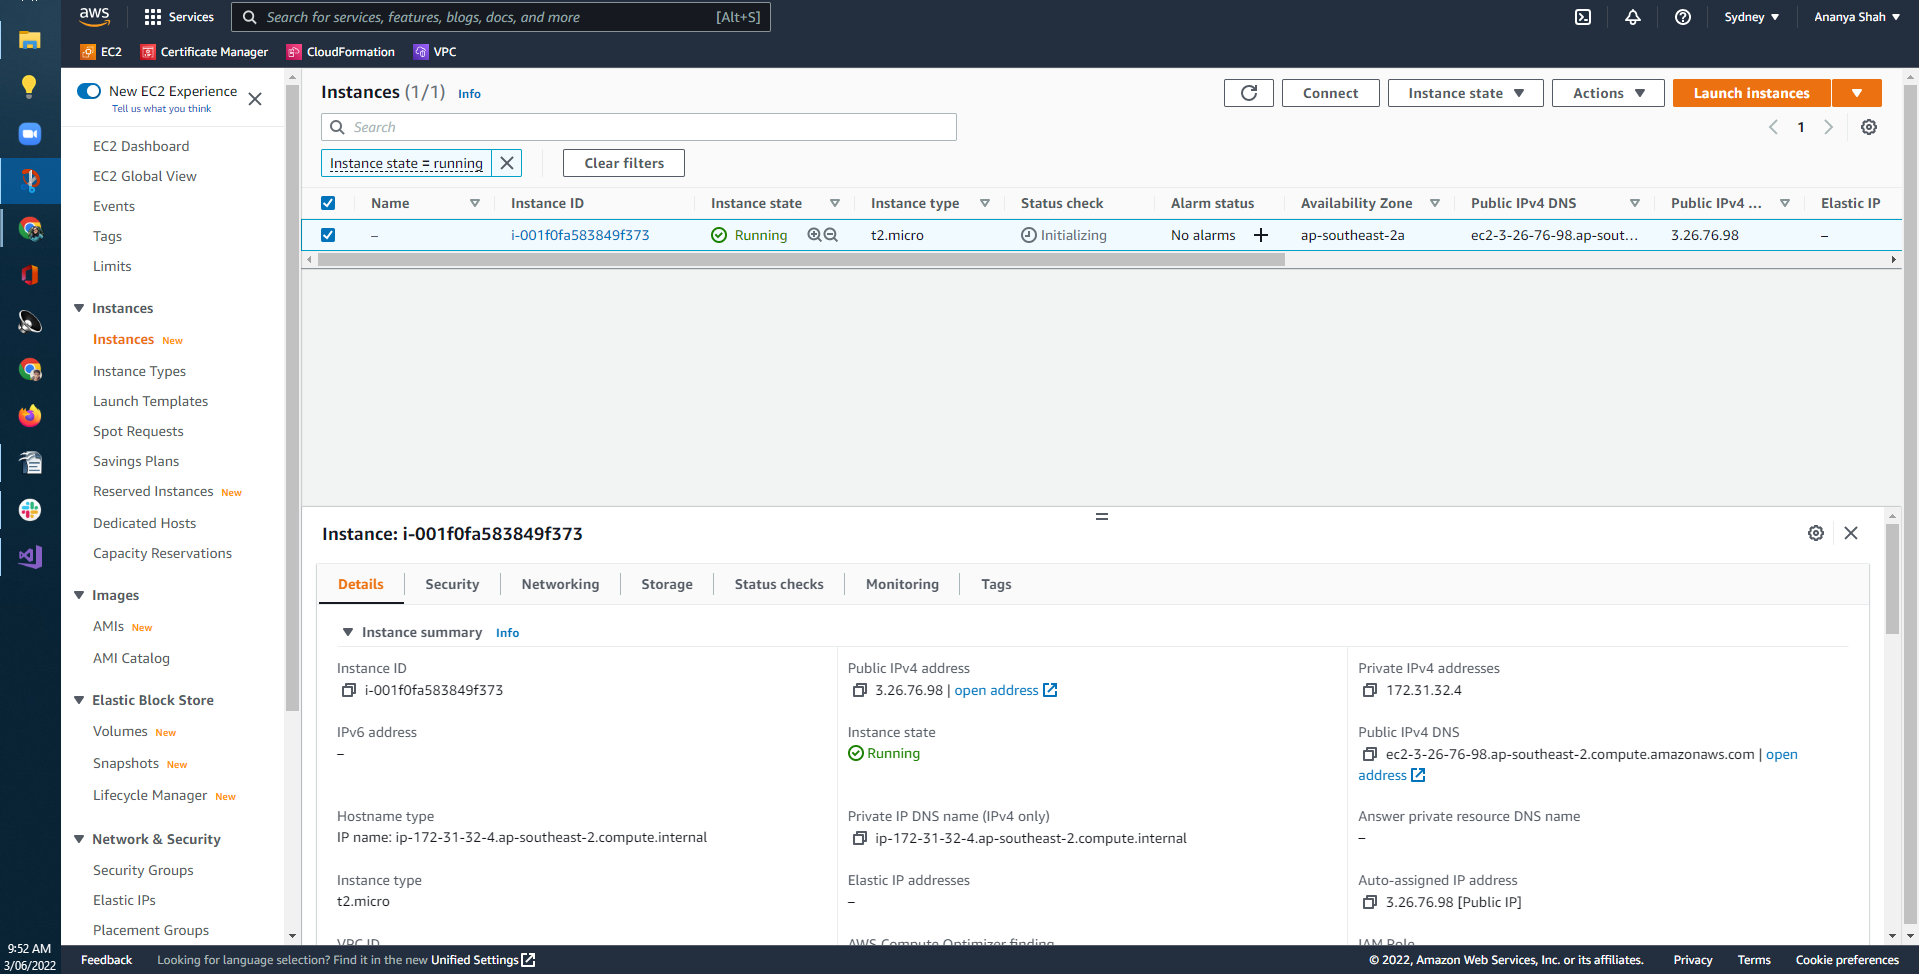 aws
Services
Search for services, features, blogs, docs, and more
[Alt+S]
Sydney ▼
Ananya Shah ▼
EC2
Certificate Manager
CloudFormation
VPC
New EC2 Experience
Tell us what you think
EC2 Dashboard
EC2 Global View
Events
Tags
Limits
Instances
Instances New
Instance Types
Launch Templates
Spot Requests
Savings Plans
Reserved Instances New
Dedicated Hosts
Capacity Reservations
Images
AMIs New
AMI Catalog
Elastic Block Store
Volumes New
Snapshots New
Lifecycle Manager New
Network & Security
Security Groups
Elastic IPs
Placement Groups
Instances (1/1) Info
Connect
Instance state ▼
Actions ▼
Launch instances
Search
1
Instance state = running
Clear filters
Name Instance ID Instance state Instance type Status check Alarm status Availability Zone Public IPv4 DNS Public IPv4 ... Elastic IP
– i-001f0fa583849f373 Running t2.micro Initializing No alarms + ap-southeast-2a ec2-3-26-76-98.ap-sout... 3.26.76.98 –
Instance: i-001f0fa583849f373
Details Security Networking Storage Status checks Monitoring Tags
Instance summary Info
Instance ID
i-001f0fa583849f373
Public IPv4 address
3.26.76.98 | open address
Private IPv4 addresses
172.31.32.4
IPv6 address
–
Instance state
Running
Public IPv4 DNS
ec2-3-26-76-98.ap-southeast-2.compute.amazonaws.com | open
address
Hostname type
IP name: ip-172-31-32-4.ap-southeast-2.compute.internal
Private IP DNS name (IPv4 only)
ip-172-31-32-4.ap-southeast-2.compute.internal
Answer private resource DNS name
–
Instance type
t2.micro
Elastic IP addresses
–
Auto-assigned IP address
3.26.76.98 [Public IP]
VPC ID
AWS Compute Optimizer finding
IAM Role
9:52 AM
3/06/2022
Feedback
Looking for language selection? Find it in the new Unified Settings
© 2022, Amazon Web Services, Inc. or its affiliates.
Privacy
Terms
Cookie preferences